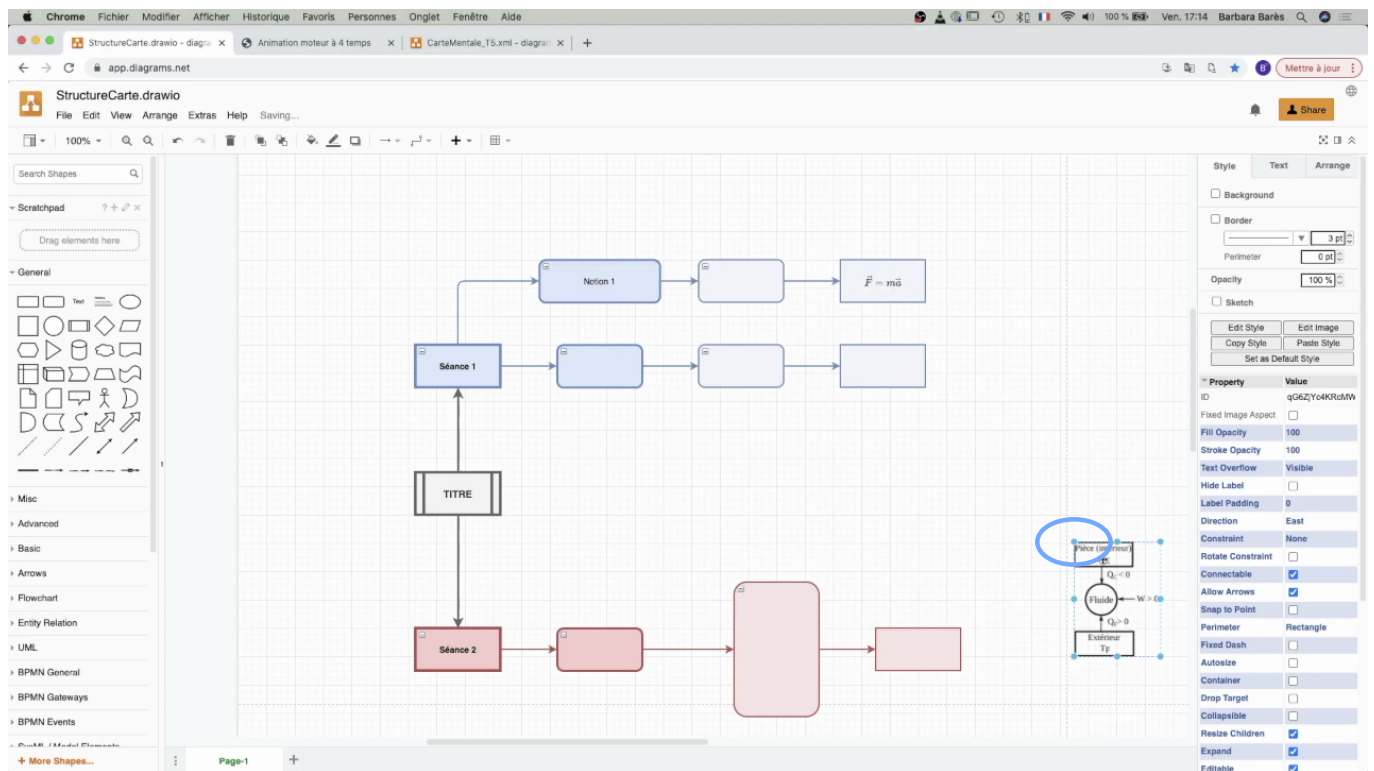 Chrome Fichier Modifier Afficher Historique Favoris Personnes Onglet Fenêtre Aide 100 % Ven. 17:14 Barbara Barès
StructureCarte.drawio - diagra Animation moteur à 4 temps CarteMentale_T5.xml - diagram
app.diagrams.net B Mettre à jour
StructureCarte.drawio
File Edit View Arrange Extras Help Saving...
Share
100%
Search Shapes
Scratchpad
Drag elements here
General
Text
Misc
Advanced
Basic
Arrows
Flowchart
Entity Relation
UML
BPMN General
BPMN Gateways
BPMN Events
SysML / Model Elements
+ More Shapes...
Page-1
Notion 1
F⃗ = ma⃗
Séance 1
TITRE
Séance 2
Pièce (intérieur)
Fluide
W > 0
Extérieur
Style Text Arrange
Background
Border
3 pt
Perimeter 0 pt
Opacity 100 %
Sketch
Edit Style Edit Image
Copy Style Paste Style
Set as Default Style
Property Value
ID qG6ZjYc4KRcMW
Fixed Image Aspect
Fill Opacity 100
Stroke Opacity 100
Text Overflow Visible
Hide Label
Label Padding 0
Direction East
Constraint None
Rotate Constraint
Connectable
Allow Arrows
Snap to Point
Perimeter Rectangle
Fixed Dash
Autosize
Container
Drop Target
Collapsible
Resize Children
Expand
Editable